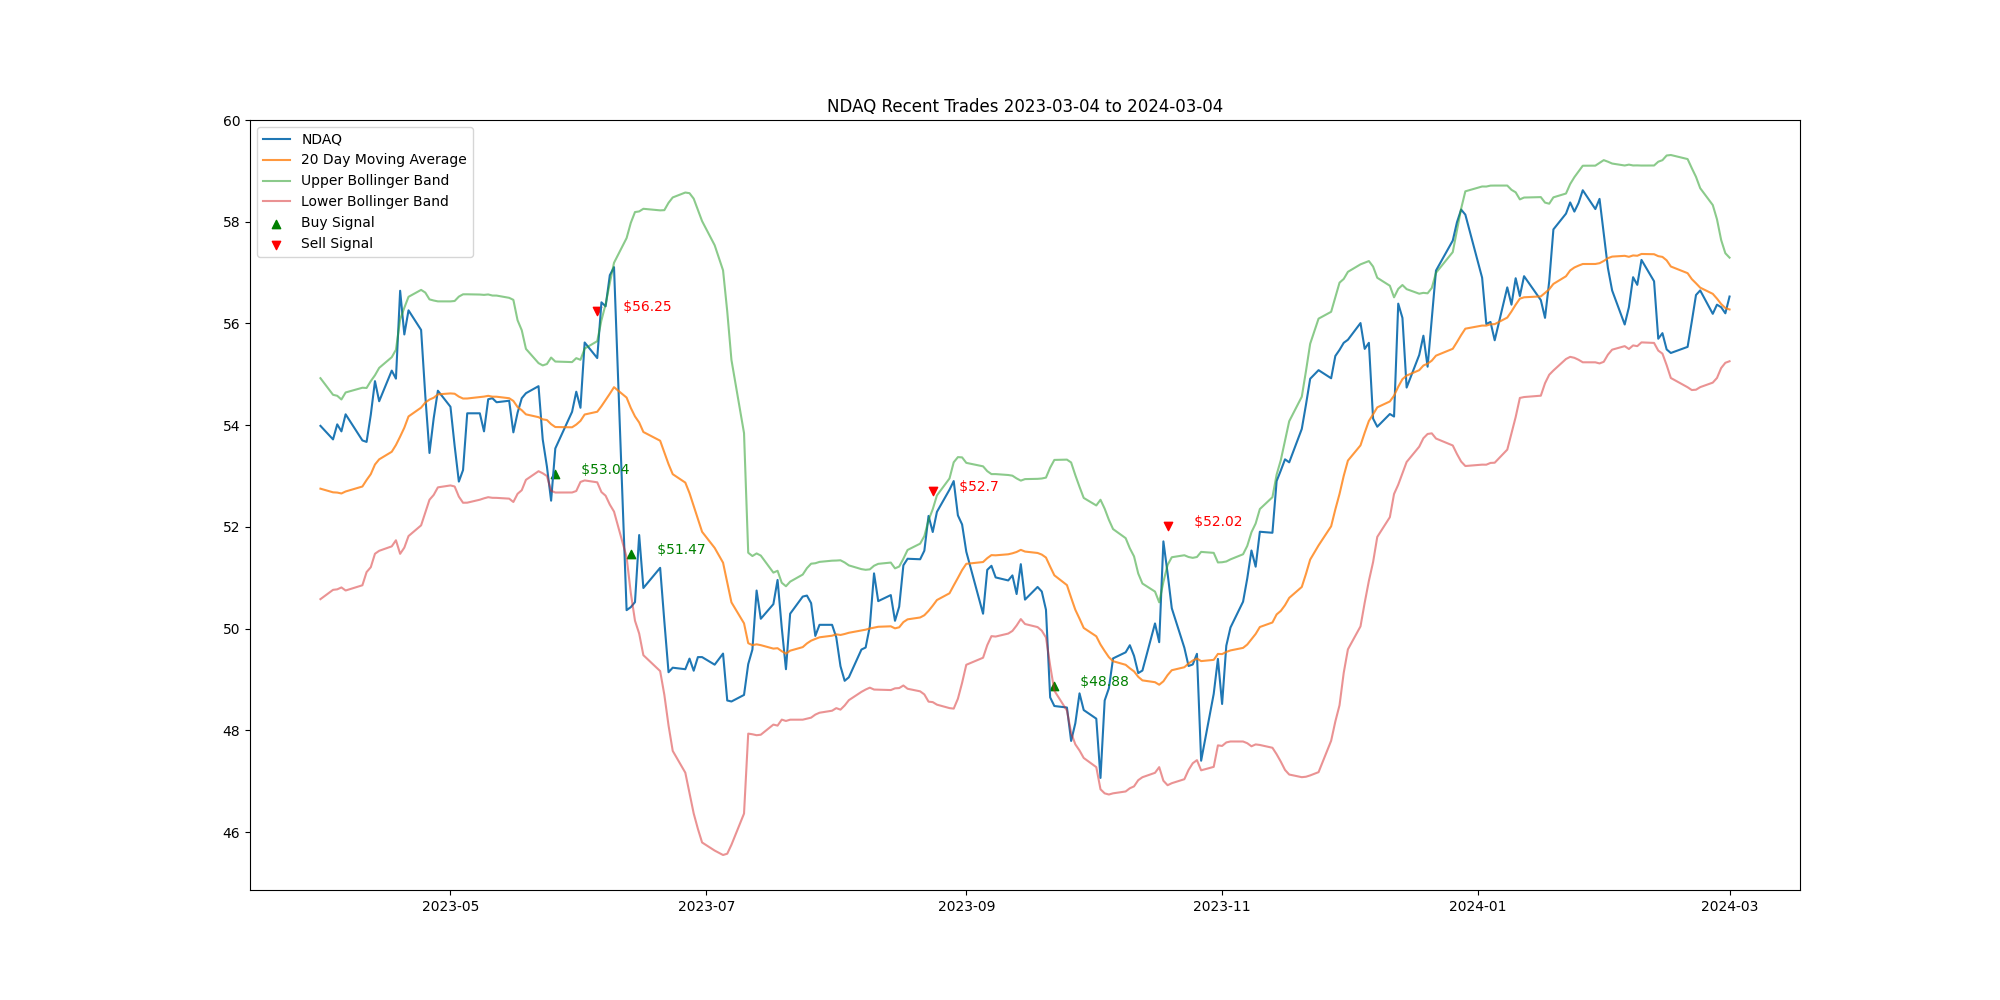 NDAQ Recent Trades 2023-03-04 to 2024-03-04
60
58
56
54
52
50
48
46
NDAQ
20 Day Moving Average
Upper Bollinger Band
Lower Bollinger Band
Buy Signal
Sell Signal
$56.25
$53.04
$52.7
$52.02
$51.47
$48.88
2023-05
2023-07
2023-09
2023-11
2024-01
2024-03